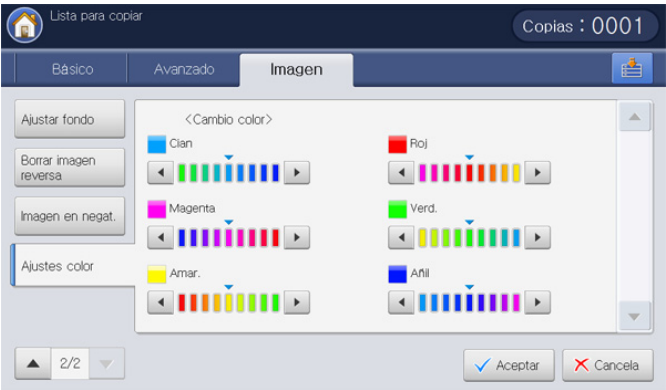 Lista para copiar
Copias : 0001
Básico
Avanzado
Imagen
Ajustar fondo
Borrar imagen
reversa
Imagen en negat.
Ajustes color
<Cambio color>
Cian
Roj
Magenta
Verd.
Amar.
Añil
2/2
Aceptar
Cancela